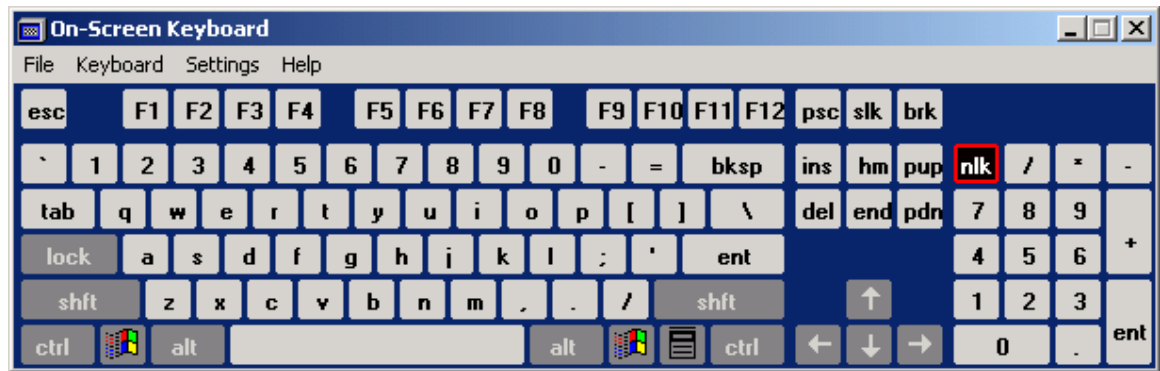 On-Screen Keyboard
File Keyboard Settings Help
esc F1 F2 F3 F4 F5 F6 F7 F8 F9 F10 F11 F12 psc slk brk
` 1 2 3 4 5 6 7 8 9 0 - = bksp ins hm pup nlk / * -
tab q w e r t y u i o p [ ] \ del end pdn 7 8 9 +
lock a s d f g h j k l ; ' ent 4 5 6
shft z x c v b n m , . / shft ↑ 1 2 3 ent
ctrl alt alt ctrl ← ↓ → 0 .